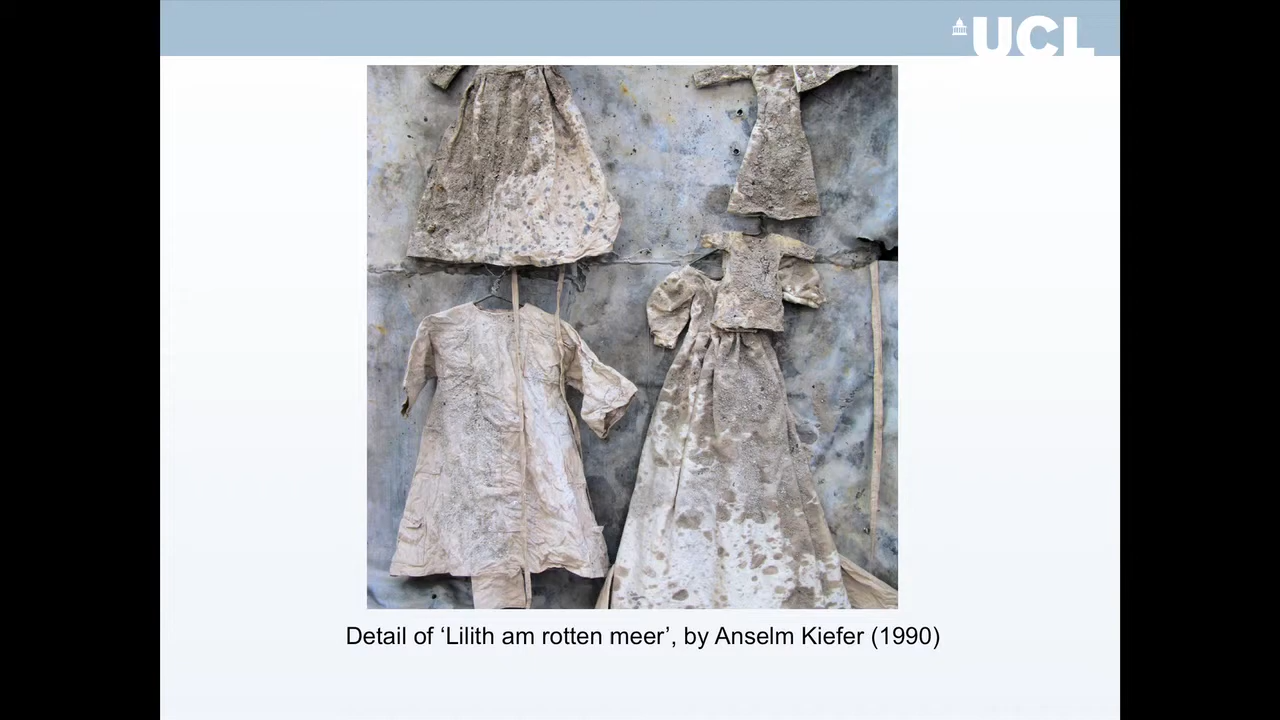 UCL
Detail of ‘Lilith am rotten meer’, by Anselm Kiefer (1990)